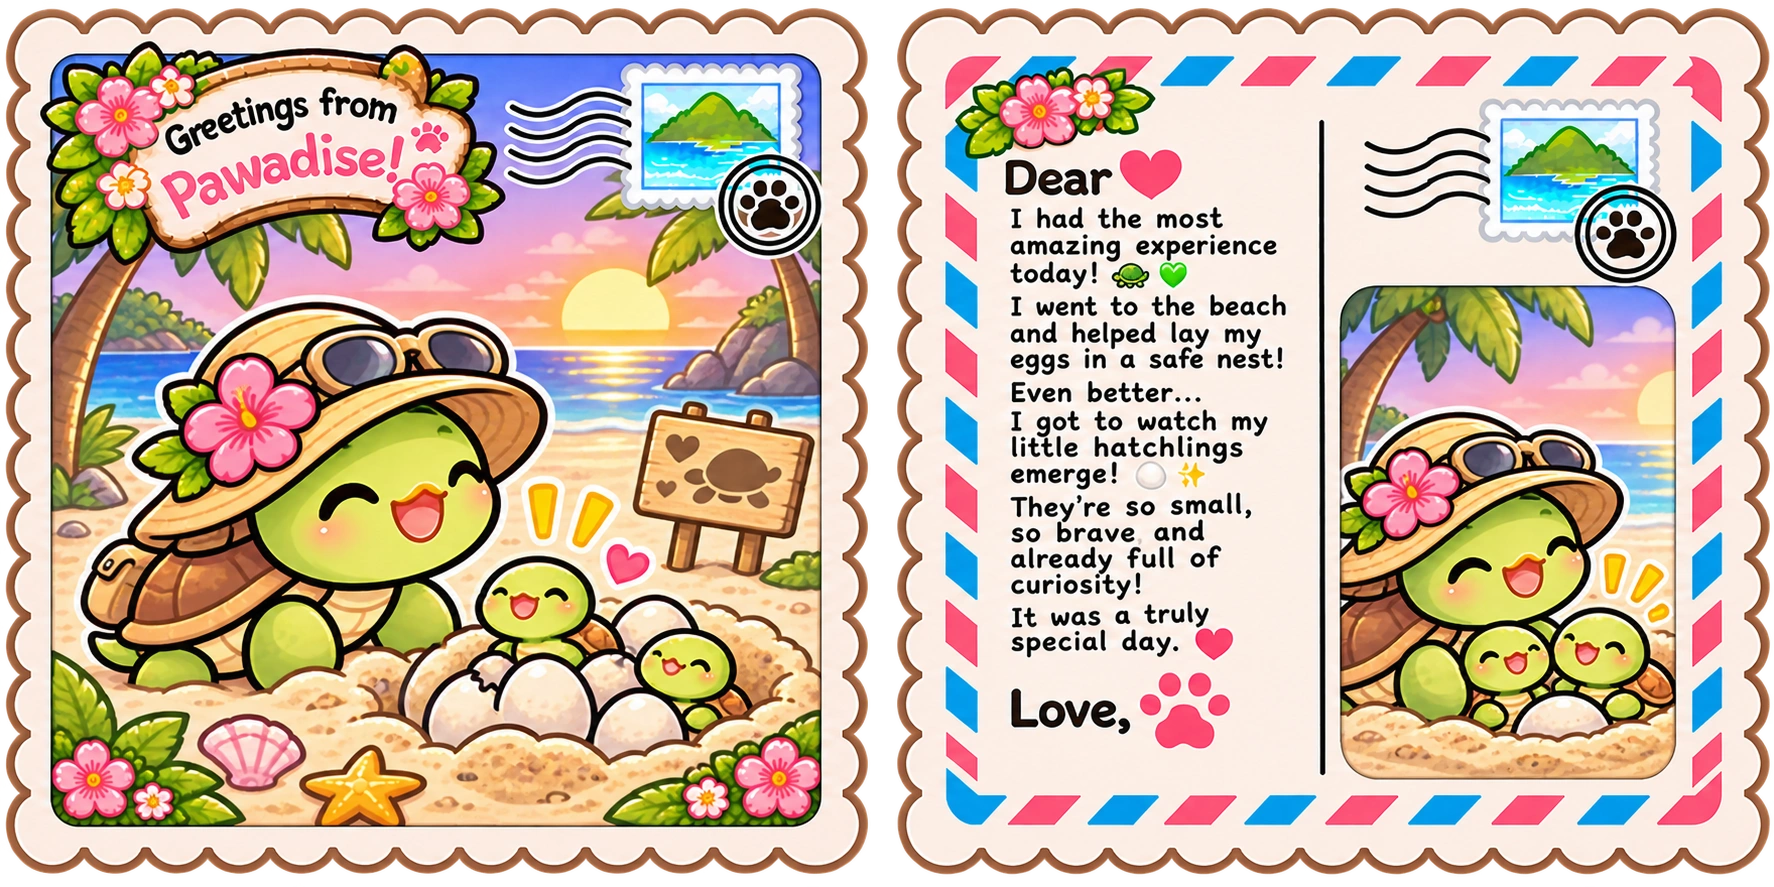 Greetings from
Pawadise!
Dear
I had the most
amazing experience
today!
I went to the beach
and helped lay my
eggs in a safe nest!
Even better...
I got to watch my
little hatchlings
emerge!
They're so small,
so brave and
already full of
curiosity!
It was a truly
special day.
Love,